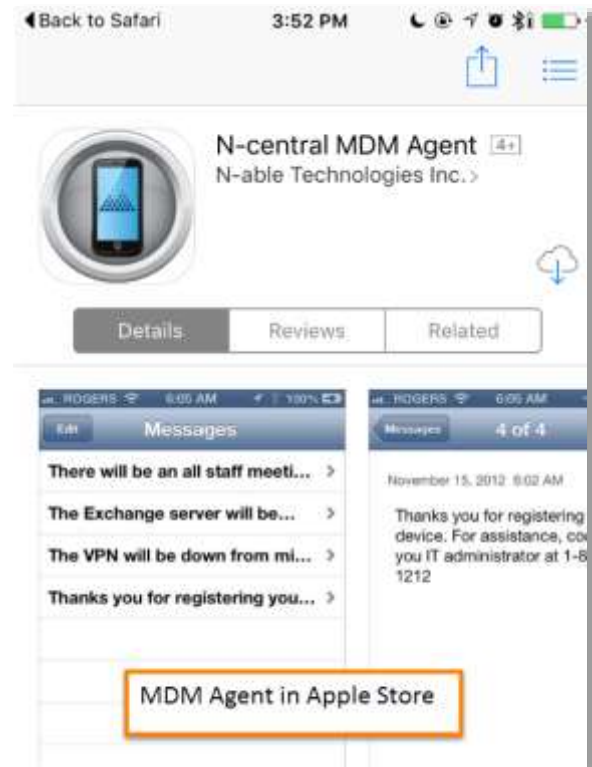 Back to Safari 3:52 PM
N-central MDM Agent 4+
N-able Technologies Inc.
Details Reviews Related
ROGERS 6:05 AM 100%
Edit Messages
There will be an all staff meeti...
The Exchange server will be...
The VPN will be down from mi...
Thanks you for registering you...
ROGERS 6:05 AM
Messages 4 of 4
November 15, 2012 6:02 AM
Thanks you for registering
device. For assistance, co
you IT administrator at 1-8
1212
MDM Agent in Apple Store